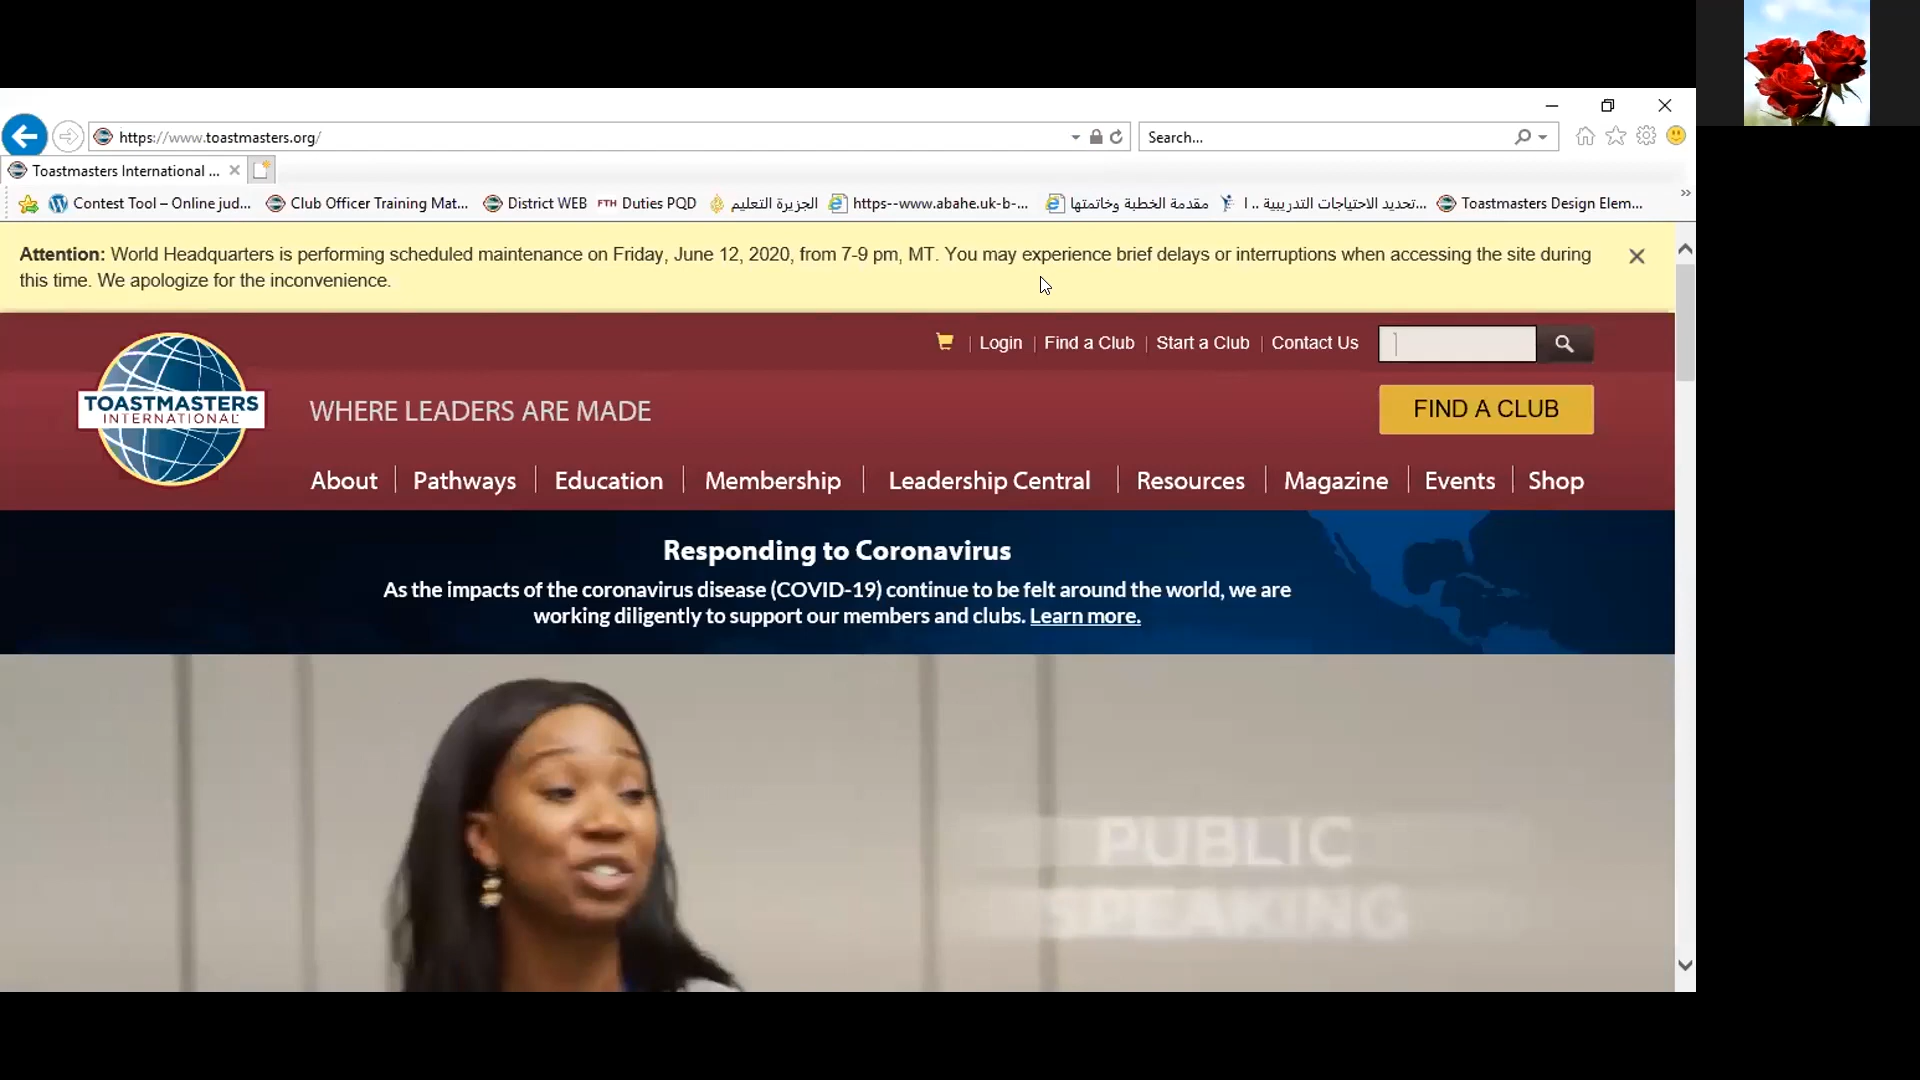 https://www.toastmasters.org/
Search...
Toastmasters International ...
Contest Tool – Online jud...
Club Officer Training Mat...
District WEB
FTH Duties PQD
الجزيرة التعليم
https--www.abahe.uk-b-...
مقدمة الخطبة وخاتمتها
تحديد الاحتياجات التدريبية .. ا...
Toastmasters Design Elem...
Attention: World Headquarters is performing scheduled maintenance on Friday, June 12, 2020, from 7-9 pm, MT. You may experience brief delays or interruptions when accessing the site during
this time. We apologize for the inconvenience.
Login
Find a Club
Start a Club
Contact Us
TOASTMASTERS
INTERNATIONAL
WHERE LEADERS ARE MADE
FIND A CLUB
About
Pathways
Education
Membership
Leadership Central
Resources
Magazine
Events
Shop
Responding to Coronavirus
As the impacts of the coronavirus disease (COVID-19) continue to be felt around the world, we are
working diligently to support our members and clubs. Learn more.
PUBLIC
SPEAKING